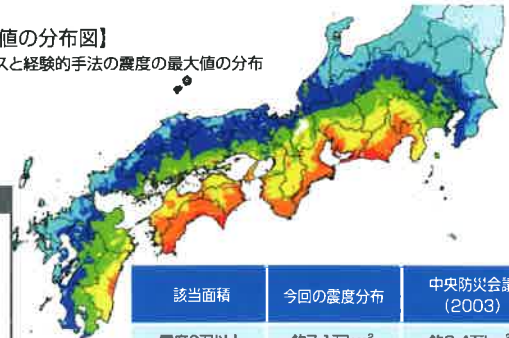 値の分布図】
スと経験的手法の震度の最大値の分布
該当面積
今回の震度分布
中央防災会議
（2003）